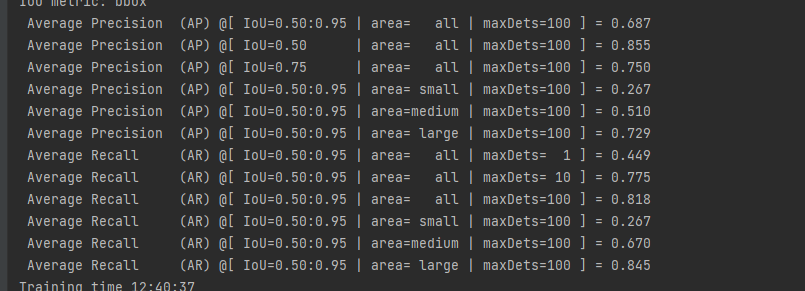 IoU metric: bbox
Average Precision  (AP) @[ IoU=0.50:0.95 | area=   all | maxDets=100 ] = 0.687
Average Precision  (AP) @[ IoU=0.50      | area=   all | maxDets=100 ] = 0.855
Average Precision  (AP) @[ IoU=0.75      | area=   all | maxDets=100 ] = 0.750
Average Precision  (AP) @[ IoU=0.50:0.95 | area= small | maxDets=100 ] = 0.267
Average Precision  (AP) @[ IoU=0.50:0.95 | area=medium | maxDets=100 ] = 0.510
Average Precision  (AP) @[ IoU=0.50:0.95 | area= large | maxDets=100 ] = 0.729
Average Recall     (AR) @[ IoU=0.50:0.95 | area=   all | maxDets=  1 ] = 0.449
Average Recall     (AR) @[ IoU=0.50:0.95 | area=   all | maxDets= 10 ] = 0.775
Average Recall     (AR) @[ IoU=0.50:0.95 | area=   all | maxDets=100 ] = 0.818
Average Recall     (AR) @[ IoU=0.50:0.95 | area= small | maxDets=100 ] = 0.267
Average Recall     (AR) @[ IoU=0.50:0.95 | area=medium | maxDets=100 ] = 0.670
Average Recall     (AR) @[ IoU=0.50:0.95 | area= large | maxDets=100 ] = 0.845
Training time 12:40:37